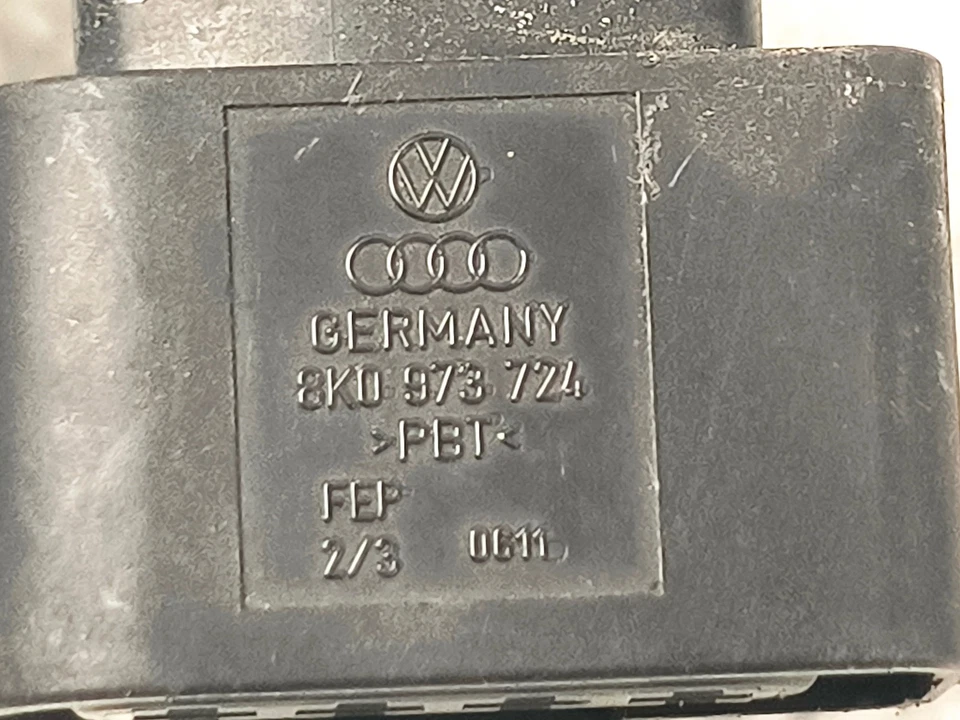 GERMANY
8K0 973 724
>PBT<
FEP
2/3 0611